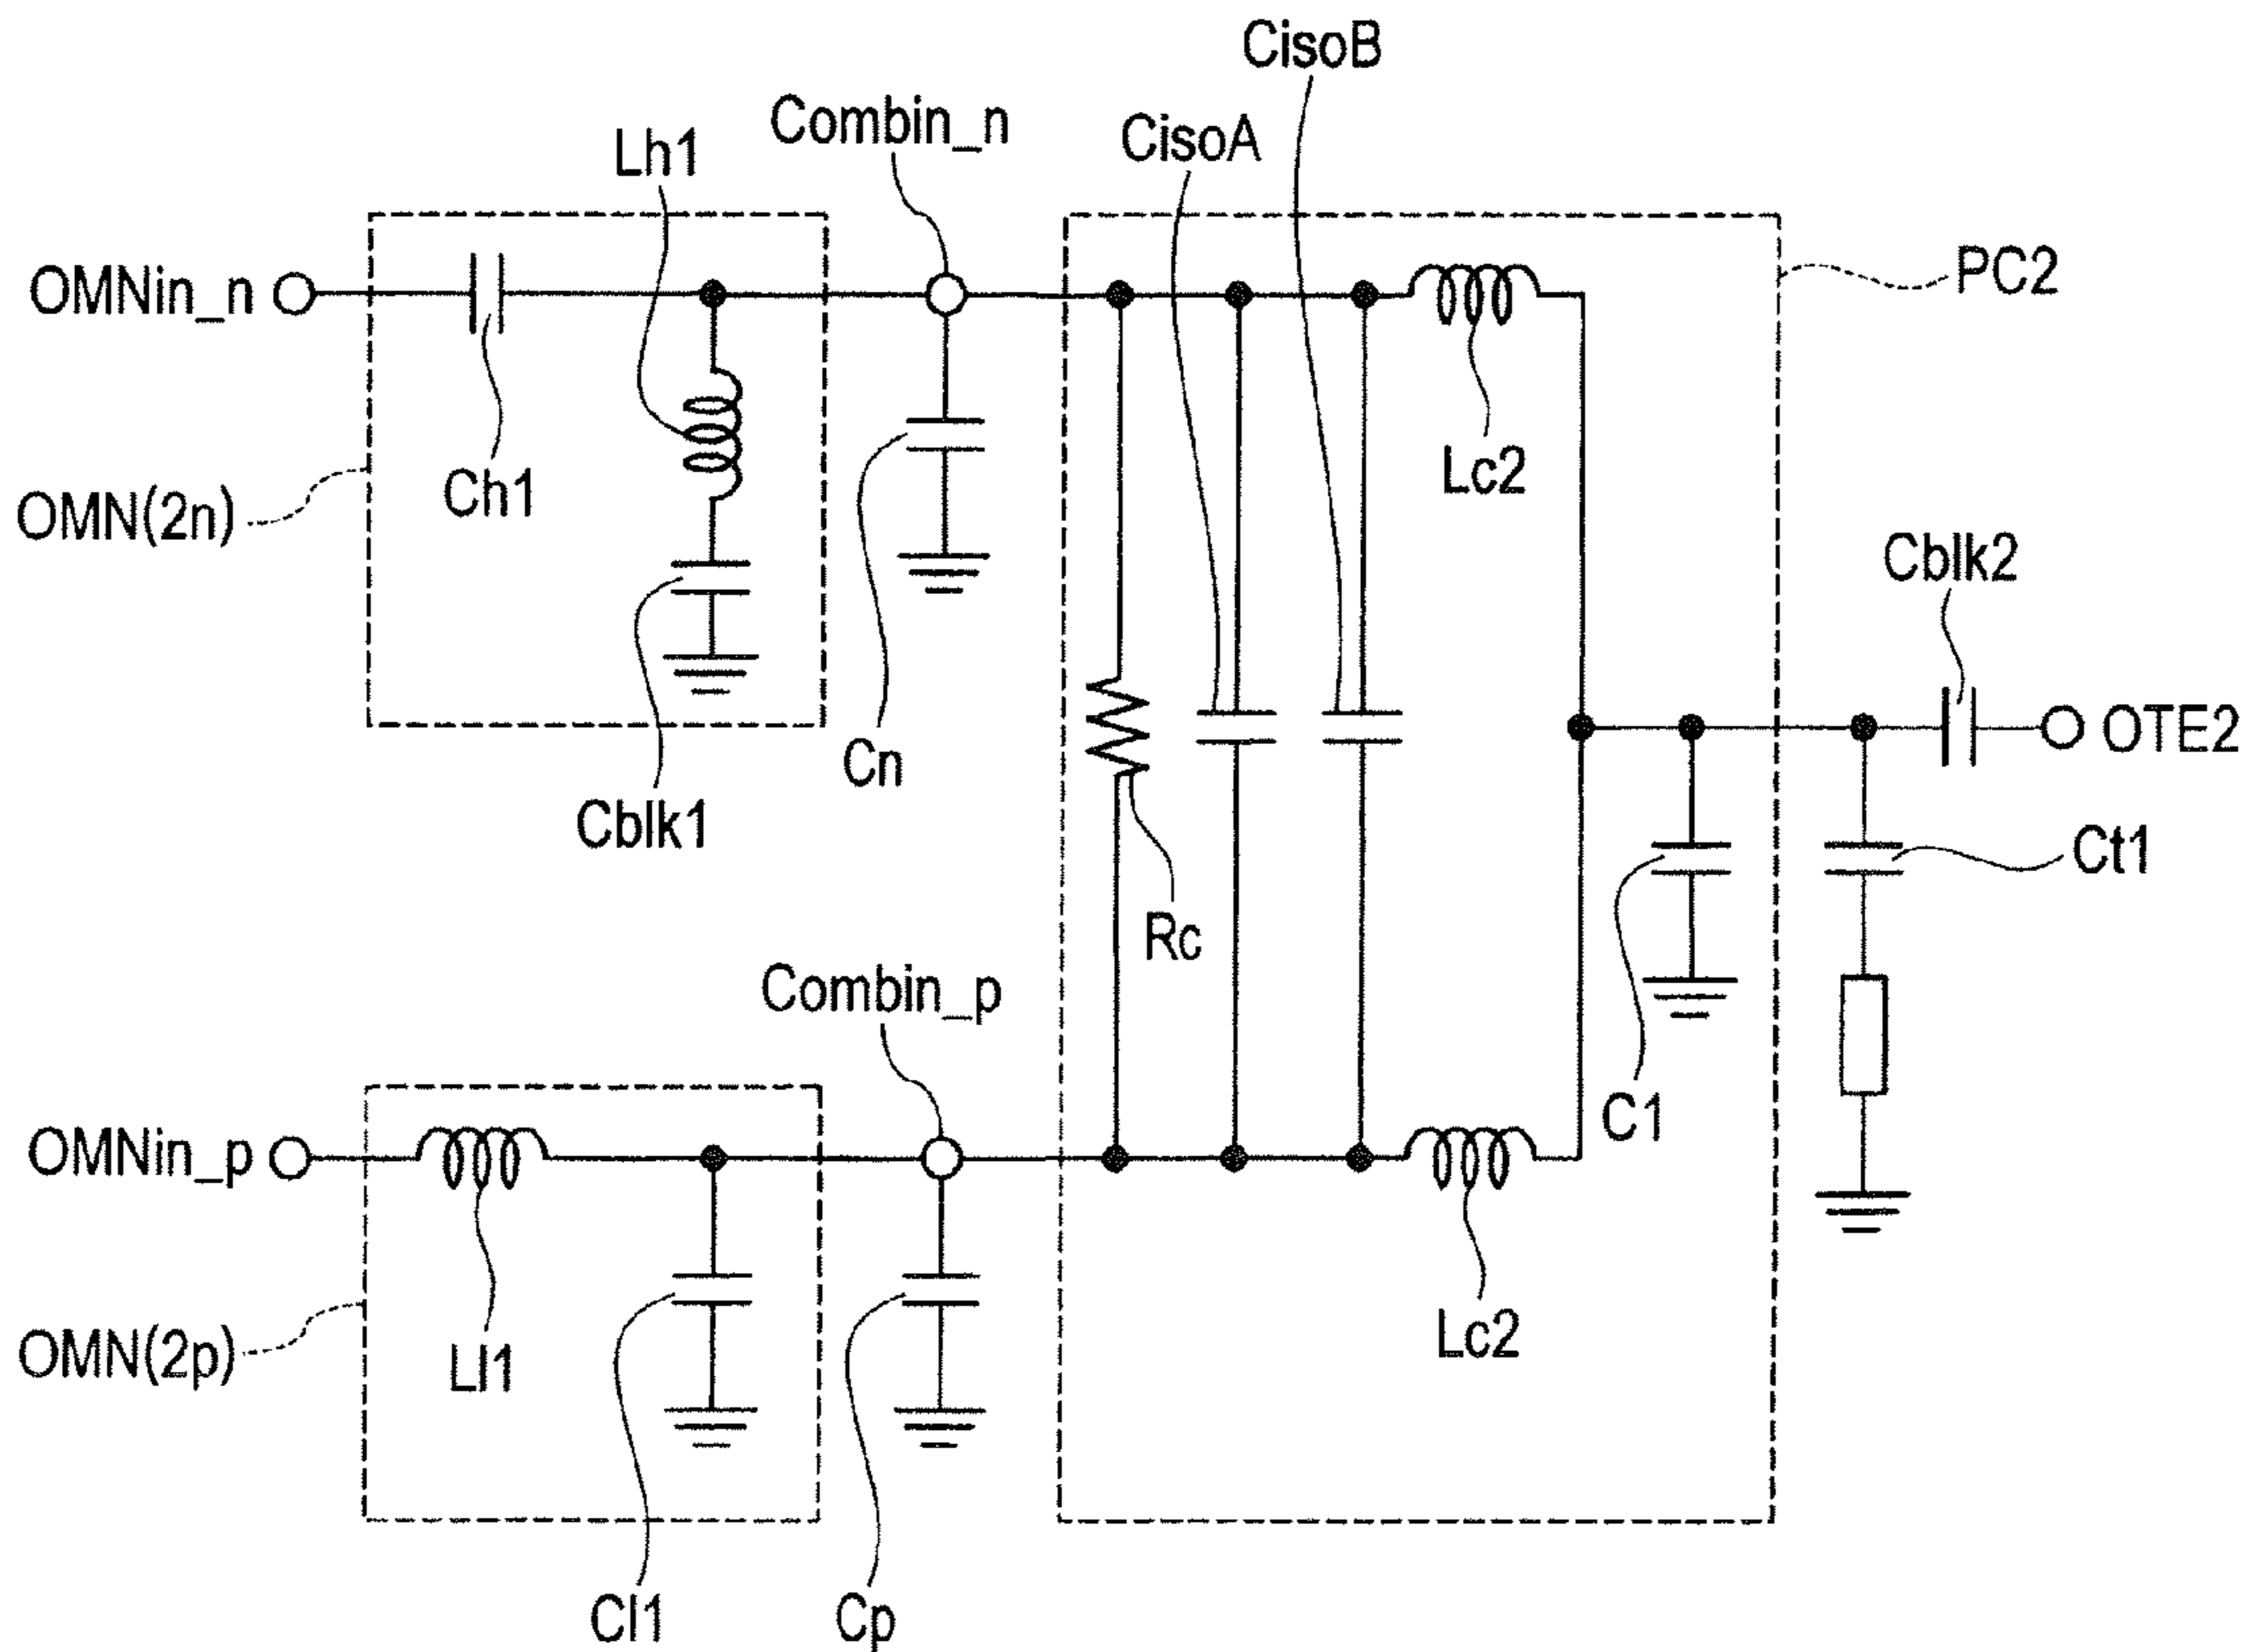 CisoB
Combin_n
CisoA
Lh1
OMNin_n
PC2
Lc2
Ch1
OMN(2n)
Cblk2
OTE2
Cn
Cblk1
Ct1
Rc
Combin_p
C1
OMNin_p
Lc2
OMN(2p)
Ll1
Cl1
Cp